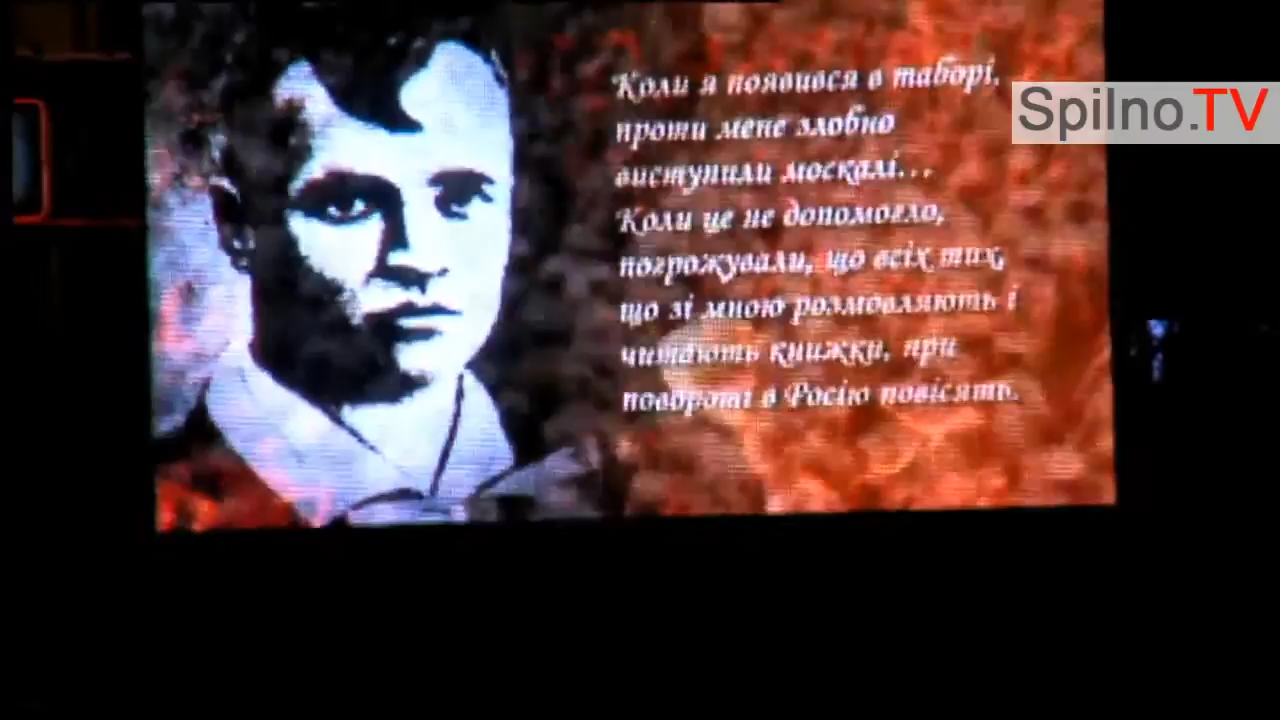 Коли я появився в таборі,
проти мене злобно
виступили москалі...
Коли це не допомогло,
погрожували, що всіх тих,
що зі мною розмовляють і
читають книжки, при
повороті в Росію повісять.
Spilno.TV